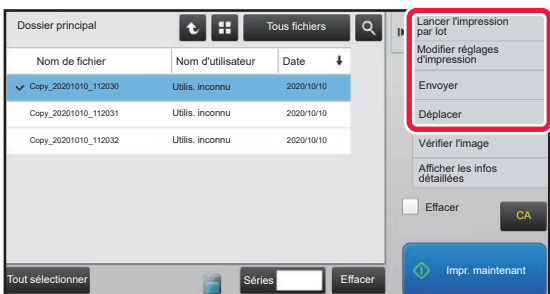 Dossier principal
Tous fichiers
Nom de fichier
Nom d'utilisateur
Date
Copy_20201010_112030
Utilis. inconnu
2020/10/10
Copy_20201010_112031
Utilis. inconnu
2020/10/10
Copy_20201010_112032
Utilis. inconnu
2020/10/10
Tout sélectionner
Séries
Effacer
Lancer l'impression
par lot
Modifier réglages
d'impression
Envoyer
Déplacer
Vérifier l'image
Afficher les infos
détaillées
Effacer
CA
Impr. maintenant